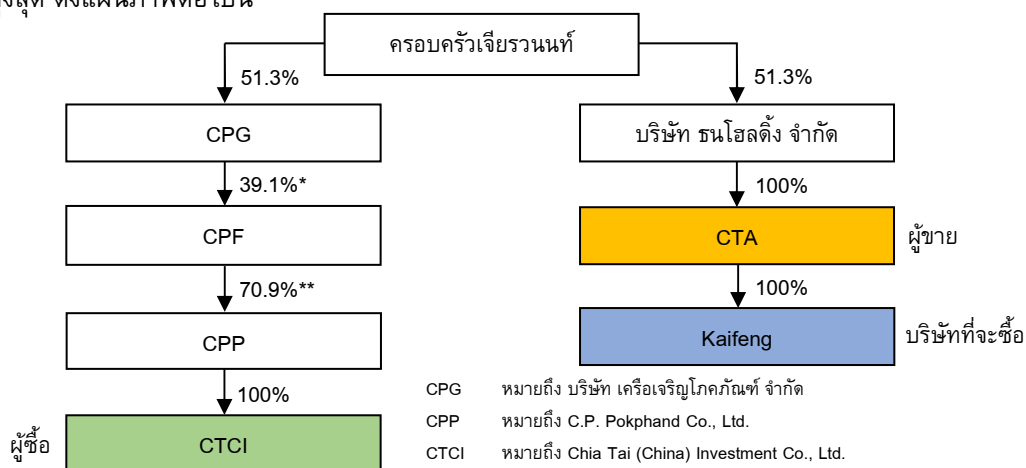 ครอบครัวเจียรวนนท์
51.3%
51.3%
CPG
บริษัท ธนโฮลดิ้ง จำกัด
39.1%*
100%
CPF
CTA
ผู้ขาย
70.9%**
100%
CPP
Kaifeng
บริษัทที่จะซื้อ
100%
CPG หมายถึง บริษัท เครือเจริญโภคภัณฑ์ จำกัด
CPP หมายถึง C.P. Pokphand Co., Ltd.
ผู้ซื้อ
CTCI
CTCI หมายถึง Chia Tai (China) Investment Co., Ltd.